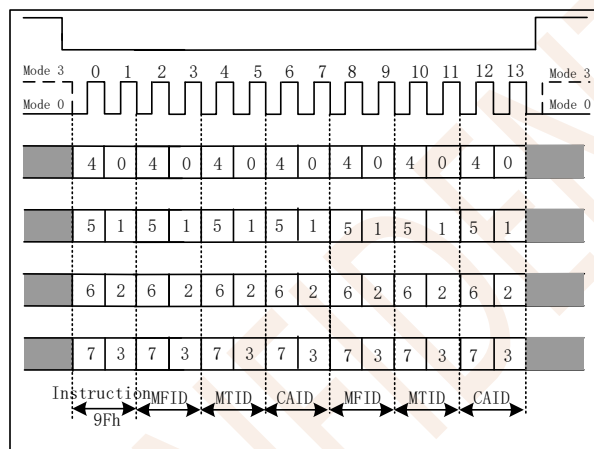 Mode 3 0 1 2 3 4 5 6 7 8 9 10 11 12 13 Mode 3
Mode 0 Mode 0
4 0 4 0 4 0 4 0 4 0 4 0 4 0
5 1 5 1 5 1 5 1 5 1 5 1 5 1
6 2 6 2 6 2 6 2 6 2 6 2 6 2
7 3 7 3 7 3 7 3 7 3 7 3 7 3
Instruction MFID MTID CAID MFID MTID CAID
9Fh